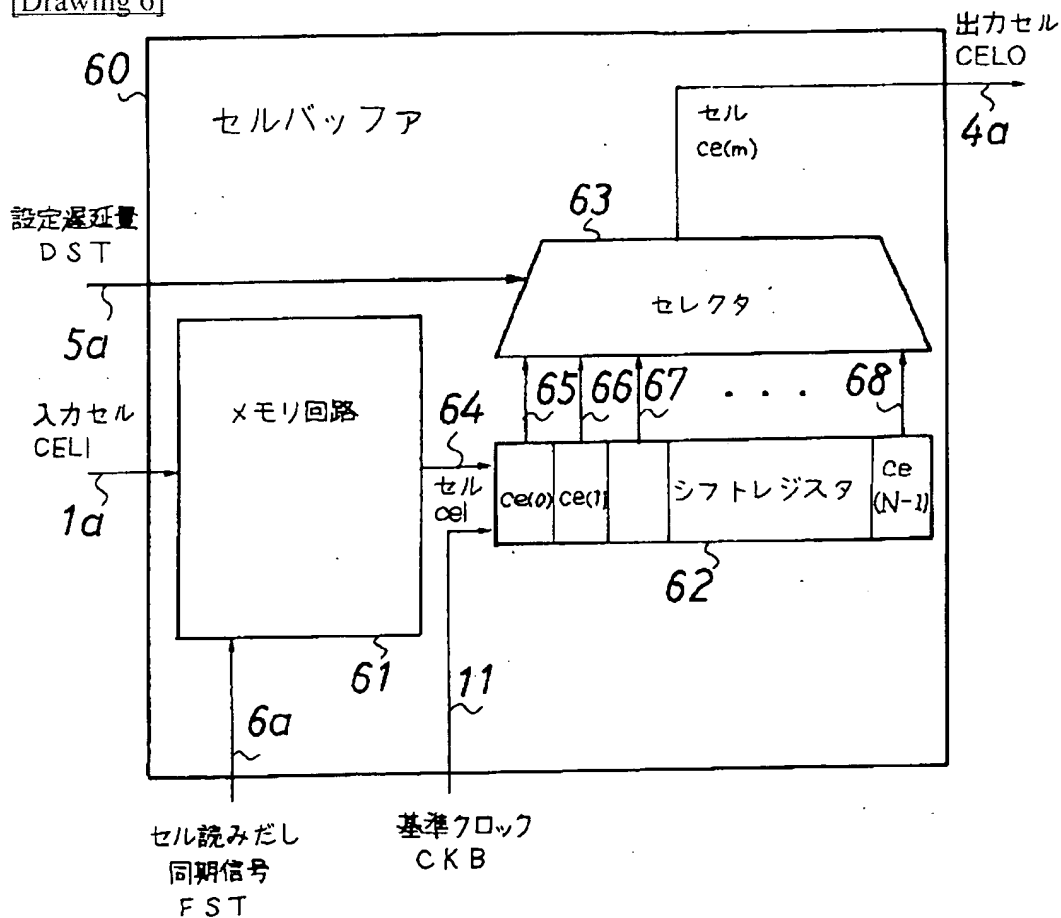 [Drawing 6]
出力セル
CELO
60
セルバッファ
セル
ce(m)
4a
設定遅延量
DST
63
セレクタ
5a
メモリ回路
65
66
67
. . .
68
入力セル
CELI
64
セル
cel
ce(0)
ce(1)
シフトレジスタ
ce
(N-1)
1a
62
61
11
6a
セル読みだし
同期信号
FST
基準クロック
CKB